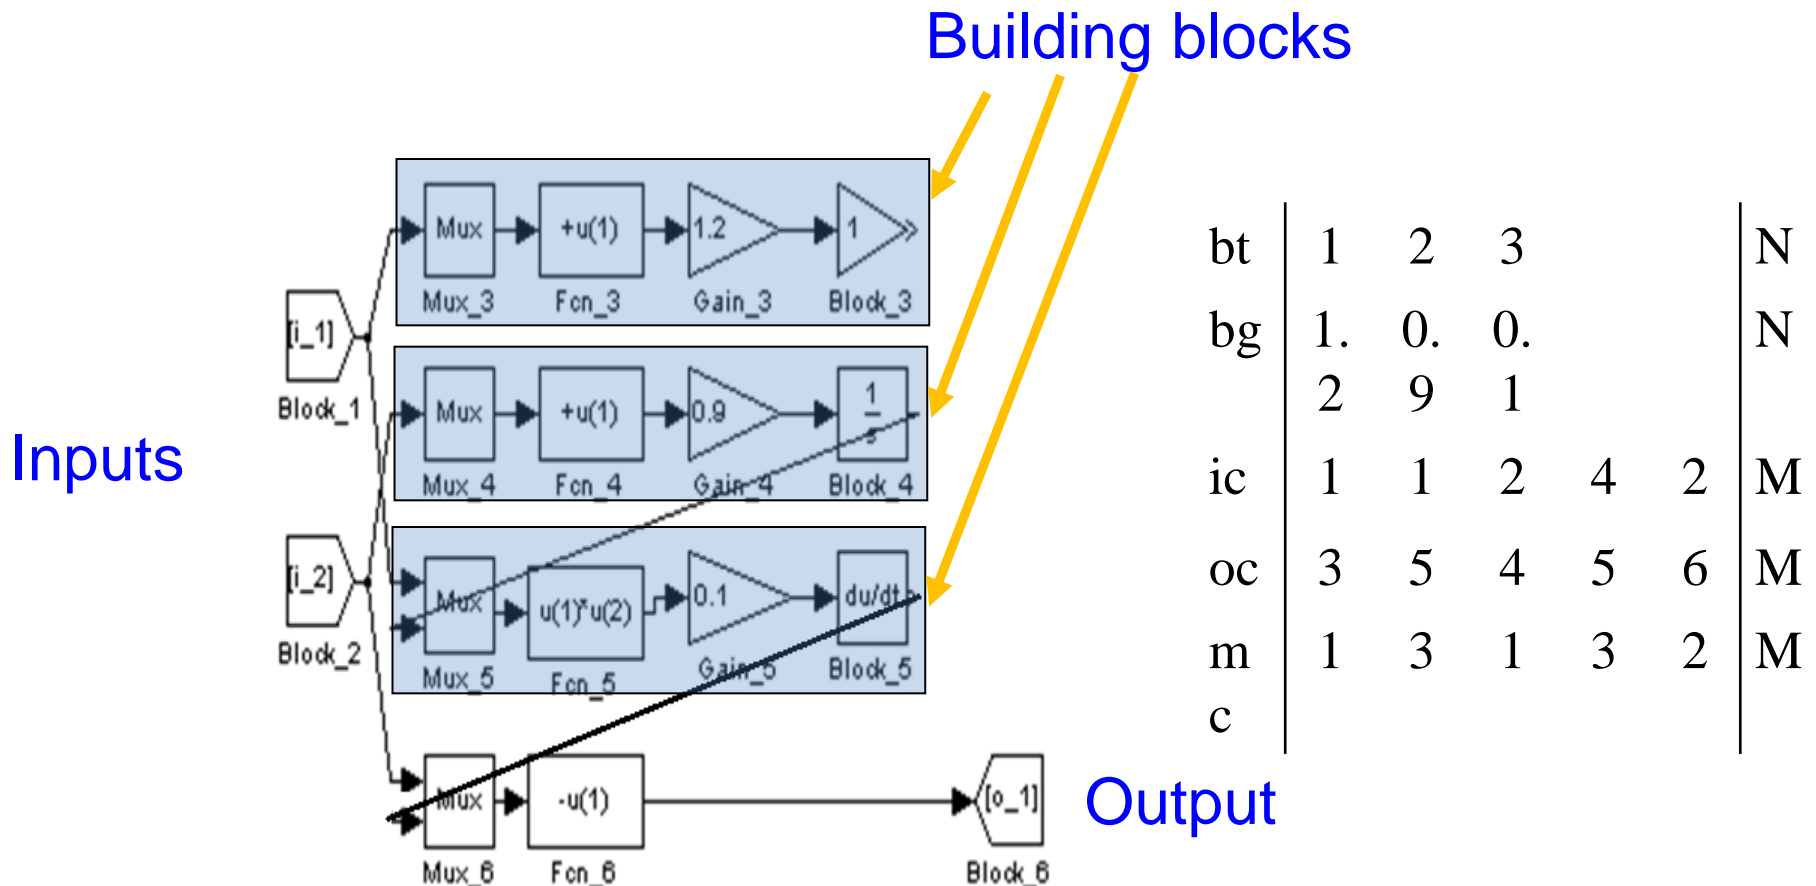 Building blocks
Mux
+u(1)
1.2
1
Mux_3
Fcn_3
Gain_3
Block_3
[i_1]
Block_1
Mux
+u(1)
0.9
1
s
Mux_4
Fcn_4
Gain_4
Block_4
Inputs
[i_2]
Block_2
Mux
u(1)*u(2)
0.1
du/dt
Mux_5
Fcn_5
Gain_5
Block_5
Mux
-u(1)
[o_1]
Output
Mux_6
Fcn_6
Block_6
bt 1 2 3 N
bg 1. 0. 0. N
2 9 1
ic 1 1 2 4 2 M
oc 3 5 4 5 6 M
m 1 3 1 3 2 M
c